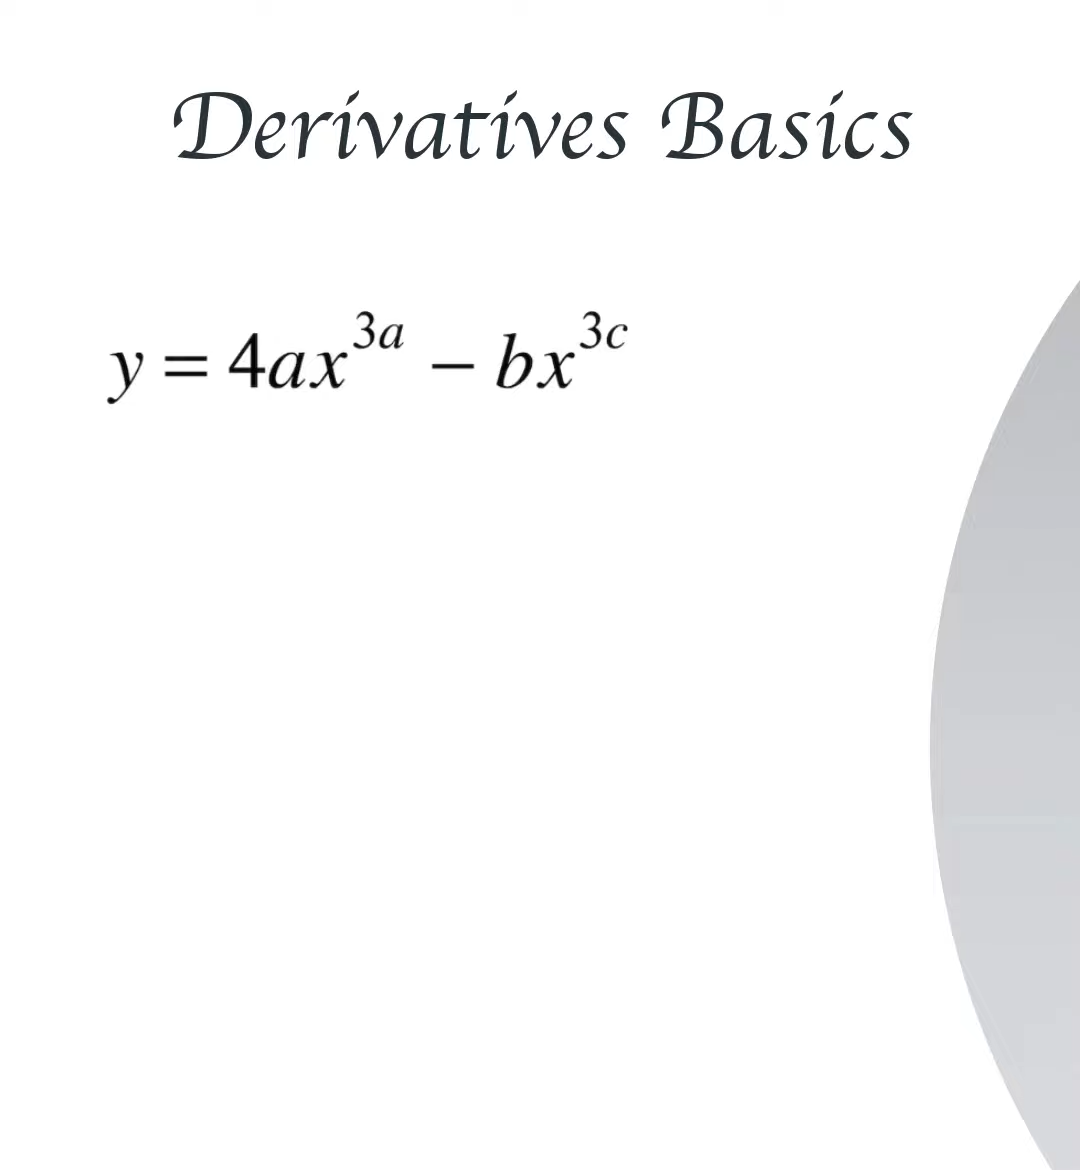 Derivatives Basics
y = 4ax^{3a} − bx^{3c}